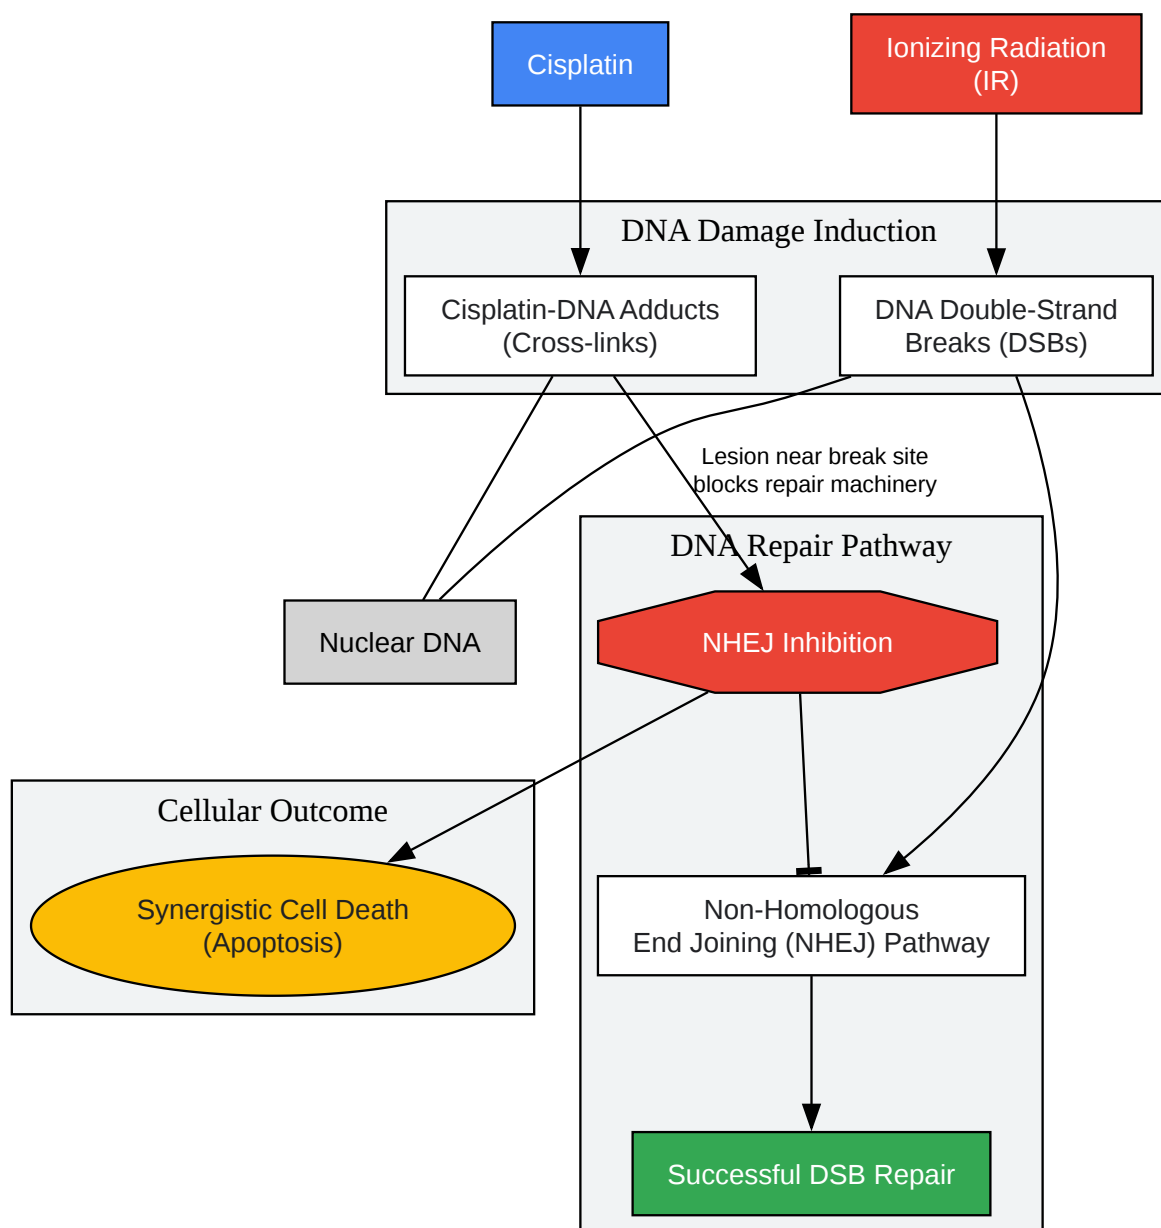 Cisplatin
Ionizing Radiation
(IR)
DNA Damage Induction
Cisplatin-DNA Adducts
(Cross-links)
DNA Double-Strand
Breaks (DSBs)
Lesion near break site
blocks repair machinery
DNA Repair Pathway
Nuclear DNA
NHEJ Inhibition
Cellular Outcome
Synergistic Cell Death
(Apoptosis)
Non-Homologous
End Joining (NHEJ) Pathway
Successful DSB Repair